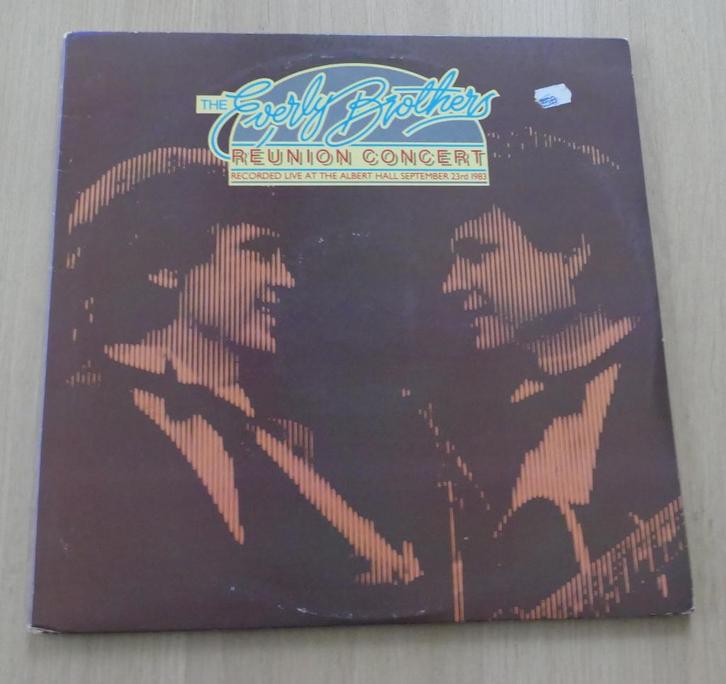 THE Everly Brothers
REUNION CONCERT
RECORDED LIVE AT THE ALBERT HALL SEPTEMBER 23rd 1983